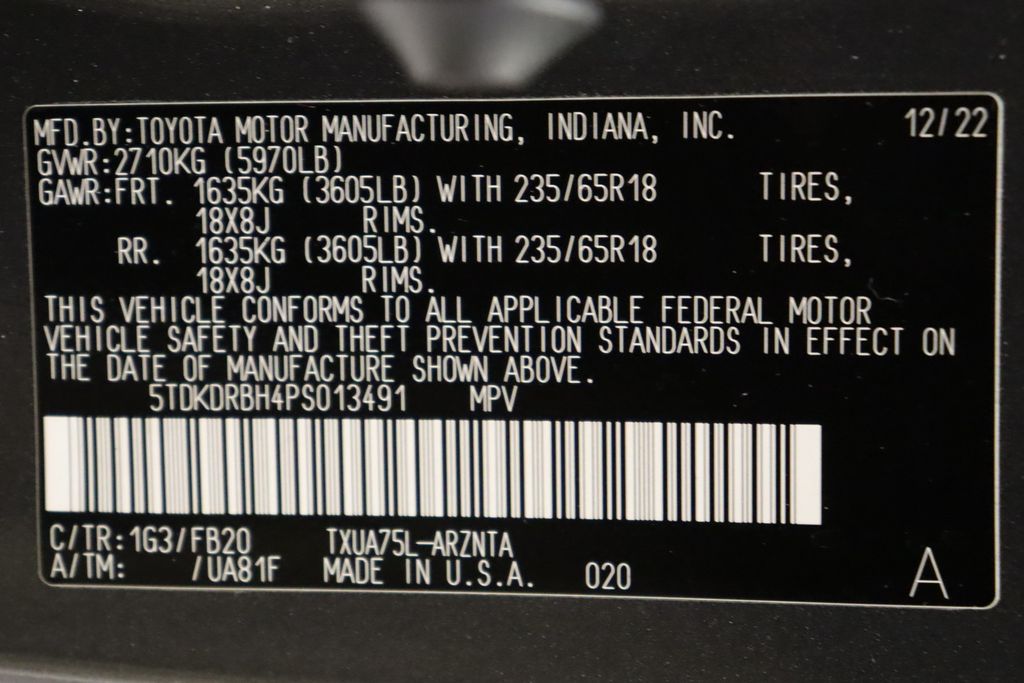 MFD.BY:TOYOTA MOTOR MANUFACTURING, INDIANA, INC. 12/22
GVWR:2710KG (5970LB)
GAWR:FRT. 1635KG (3605LB) WITH 235/65R18 TIRES,
18X8J RIMS.
RR. 1635KG (3605LB) WITH 235/65R18 TIRES,
18X8J RIMS.
THIS VEHICLE CONFORMS TO ALL APPLICABLE FEDERAL MOTOR
VEHICLE SAFETY AND THEFT PREVENTION STANDARDS IN EFFECT ON
THE DATE OF MANUFACTURE SHOWN ABOVE.
5TDKDRBH4PS013491 MPV
C/TR:1G3/FB20 TXUA75L-ARZNTA
A/TM: /UA81F MADE IN U.S.A. 020
A